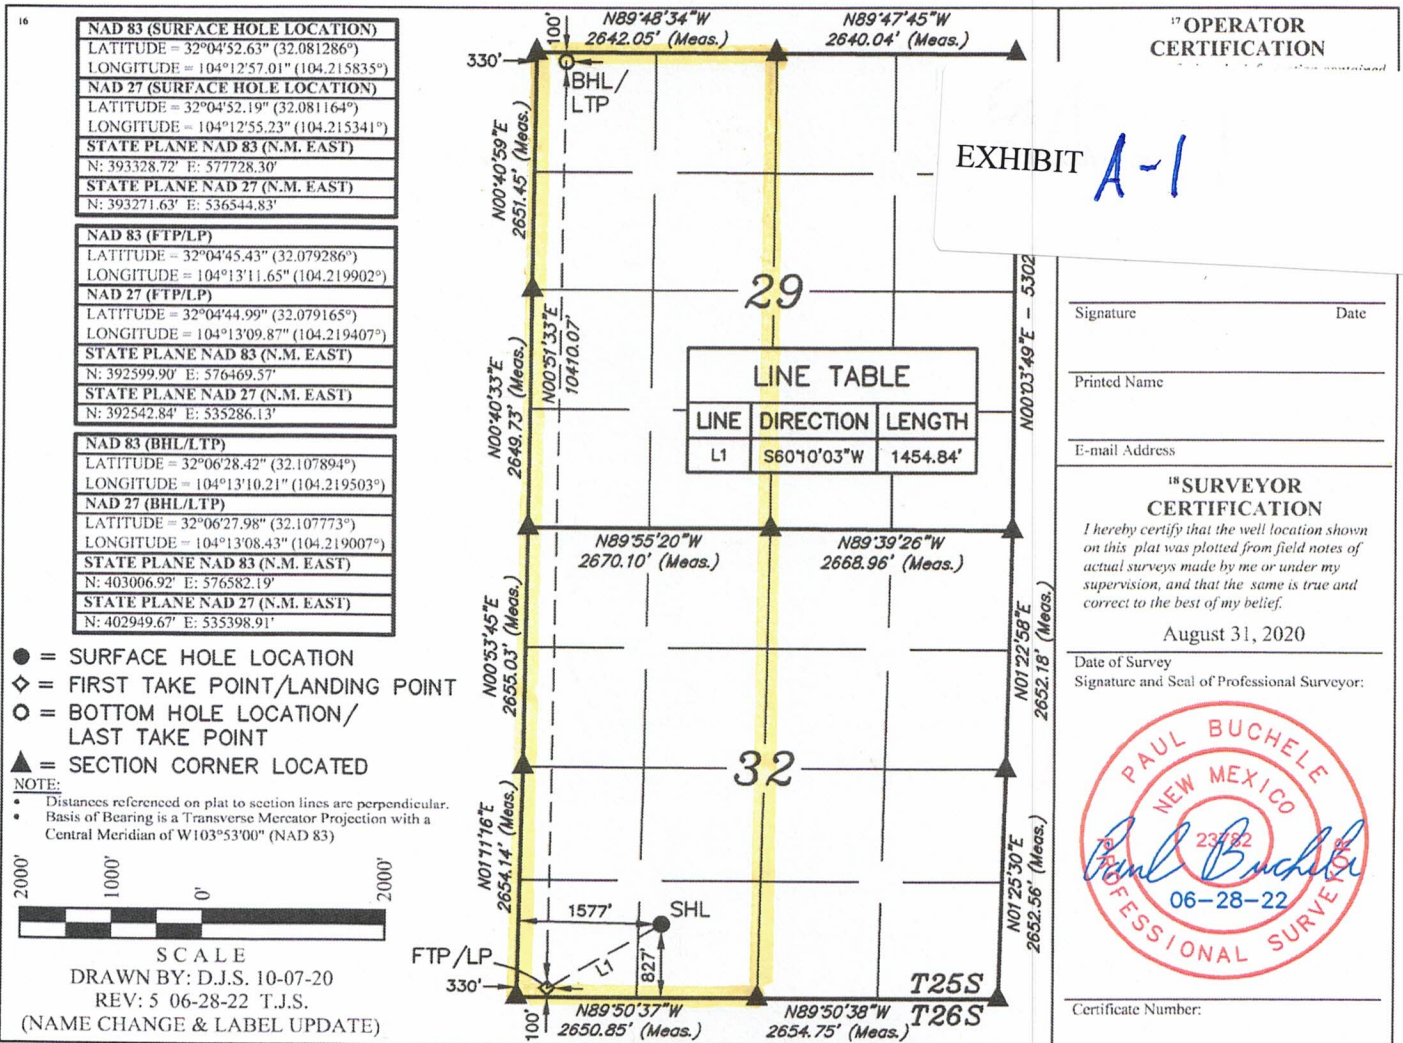 16
NAD 83 (SURFACE HOLE LOCATION)
LATITUDE = 32°04'52.63" (32.081286°)
LONGITUDE = 104°12'57.01" (104.215835°)
NAD 27 (SURFACE HOLE LOCATION)
LATITUDE = 32°04'52.19" (32.081164°)
LONGITUDE = 104°12'55.23" (104.215341°)
STATE PLANE NAD 83 (N.M. EAST)
N: 393328.72' E: 577728.30'
STATE PLANE NAD 27 (N.M. EAST)
N: 393271.63' E: 536544.83'
NAD 83 (FTP/LP)
LATITUDE = 32°04'45.43" (32.079286°)
LONGITUDE = 104°13'11.65" (104.219902°)
NAD 27 (FTP/LP)
LATITUDE = 32°04'44.99" (32.079165°)
LONGITUDE = 104°13'09.87" (104.219407°)
STATE PLANE NAD 83 (N.M. EAST)
N: 392599.90' E: 576469.57'
STATE PLANE NAD 27 (N.M. EAST)
N: 392542.84' E: 535286.13'
NAD 83 (BHL/LTP)
LATITUDE = 32°06'28.42" (32.107894°)
LONGITUDE = 104°13'10.21" (104.219503°)
NAD 27 (BHL/LTP)
LATITUDE = 32°06'27.98" (32.107773°)
LONGITUDE = 104°13'08.43" (104.219007°)
STATE PLANE NAD 83 (N.M. EAST)
N: 403006.92' E: 576582.19'
STATE PLANE NAD 27 (N.M. EAST)
N: 402949.67' E: 535398.91'
= SURFACE HOLE LOCATION
= FIRST TAKE POINT/LANDING POINT
= BOTTOM HOLE LOCATION/
LAST TAKE POINT
= SECTION CORNER LOCATED
NOTE:
• Distances referenced on plat to section lines are perpendicular.
• Basis of Bearing is a Transverse Mercator Projection with a
Central Meridian of W103°53'00" (NAD 83)
2000'
1000'
0'
2000'
SCALE
DRAWN BY: D.J.S. 10-07-20
REV: 5 06-28-22 T.J.S.
(NAME CHANGE & LABEL UPDATE)
N89°48'34"W
2642.05' (Meas.)
N89°47'45"W
2640.04' (Meas.)
100'
330'
BHL/
LTP
N00°40'59"E
2651.45' (Meas.)
29
N00°51'33"E
10410.07'
N00°40'33"E
2649.73' (Meas.)
N00°03'49"E - 5302
LINE TABLE
LINE DIRECTION LENGTH
L1 S60°10'03"W 1454.84'
N89°55'20"W
2670.10' (Meas.)
N89°39'26"W
2668.96' (Meas.)
N00°53'45"E
2655.03' (Meas.)
N01°22'58"E
2652.18' (Meas.)
32
N01°11'16"E
2654.14' (Meas.)
N01°25'30"E
2652.56' (Meas.)
1577'
SHL
L1
827'
FTP/LP
330'
100'
N89°50'37"W
2650.85' (Meas.)
N89°50'38"W
2654.75' (Meas.)
T25S
T26S
17 OPERATOR
CERTIFICATION
EXHIBIT A-1
Signature Date
Printed Name
E-mail Address
18 SURVEYOR
CERTIFICATION
I hereby certify that the well location shown
on this plat was plotted from field notes of
actual surveys made by me or under my
supervision, and that the same is true and
correct to the best of my belief.
August 31, 2020
Date of Survey
Signature and Seal of Professional Surveyor:
PAUL BUCHELE
NEW MEXICO
23782
Paul Buchele
06-28-22
PROFESSIONAL SURVEYOR
Certificate Number: